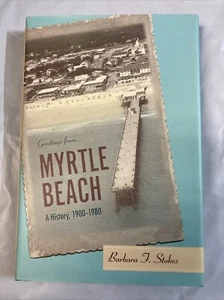 Greetings from...
MYRTLE
BEACH
A History, 1900-1980
Barbara F. Stokes